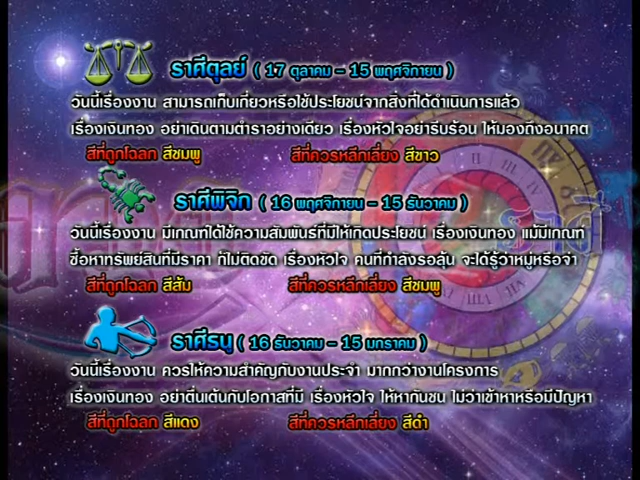 ราศีตุลย์ ( 17 ตุลาคม - 15 พฤศจิกายน )
วันนี้เรื่องงาน สามารถเก็บเกี่ยวหรือใช้ประโยชน์จากสิ่งที่ได้ดำเนินการแล้ว
เรื่องเงินทอง อย่าเดินตามตำราอย่างเดียว เรื่องหัวใจอย่ารีบร้อน ให้มองถึงอนาคต
สีที่ถูกโฉลก สีชมพู สีที่ควรหลีกเลี่ยง สีขาว
ราศีพิจิก ( 16 พฤศจิกายน - 15 ธันวาคม )
วันนี้เรื่องงาน มีเกณฑ์ได้ใช้ความสัมพันธ์ที่มีให้เกิดประโยชน์ เรื่องเงินทอง แม้มีเกณฑ์
ซื้อหาทรัพย์สินที่มีราคา ก็ไม่ติดขัด เรื่องหัวใจ คนที่กำลังรอลุ้น จะได้รู้ว่าหมู่หรือจ่า
สีที่ถูกโฉลก สีส้ม สีที่ควรหลีกเลี่ยง สีชมพู
ราศีธนู ( 16 ธันวาคม - 15 มกราคม )
วันนี้เรื่องงาน ควรให้ความสำคัญกับงานประจำ มากกว่างานโครงการ
เรื่องเงินทอง อย่าตื่นเต้นกับโอกาสที่มี เรื่องหัวใจ ให้หากันชน ไม่ว่าเข้าหาหรือมีปัญหา
สีที่ถูกโฉลก สีแดง สีที่ควรหลีกเลี่ยง สีดำ